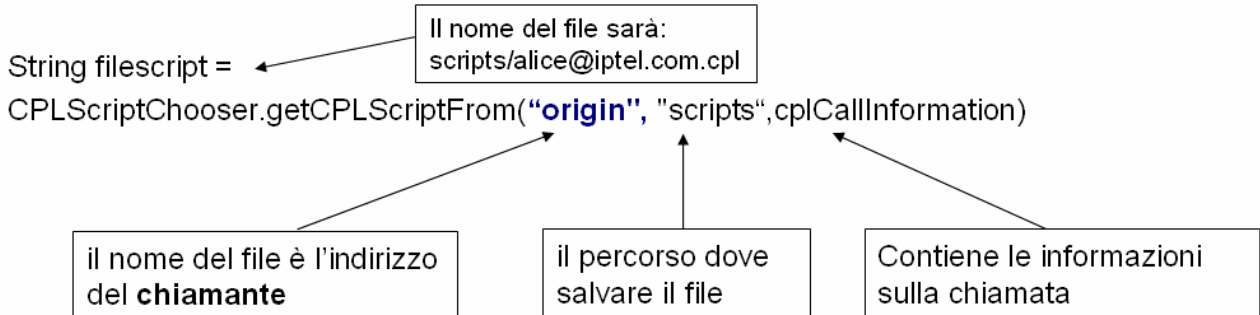 Il nome del file sarà:
scripts/alice@iptel.com.cpl
String filescript =
CPLScriptChooser.getCPLScriptFrom(“origin”, "scripts“,cplCallInformation)
il nome del file è l’indirizzo
del chiamante
il percorso dove
salvare il file
Contiene le informazioni
sulla chiamata